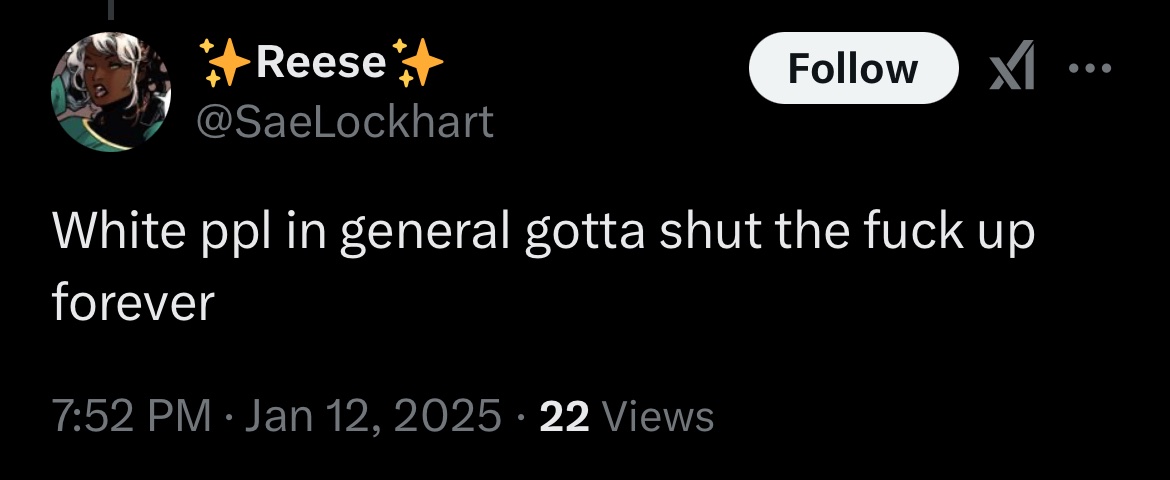 ✨Reese✨
Follow
@SaeLockhart
White ppl in general gotta shut the fuck up
forever
7:52 PM · Jan 12, 2025 · 22 Views